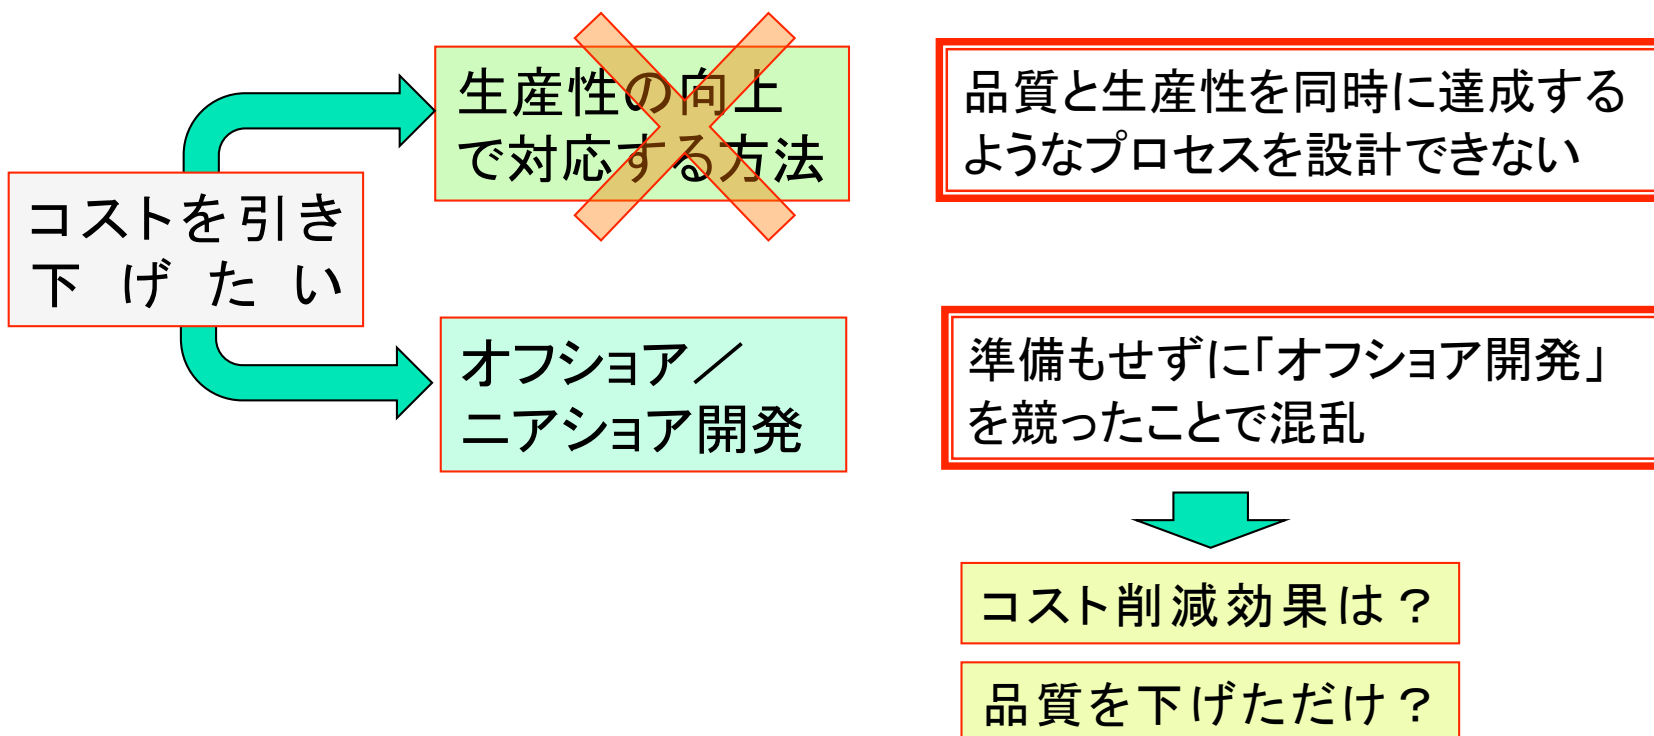 生産性の向上
で対応する方法
品質と生産性を同時に達成する
ようなプロセスを設計できない
コストを引き
下げたい
オフショア／
ニアショア開発
準備もせずに「オフショア開発」
を競ったことで混乱
コスト削減効果は？
品質を下げただけ？